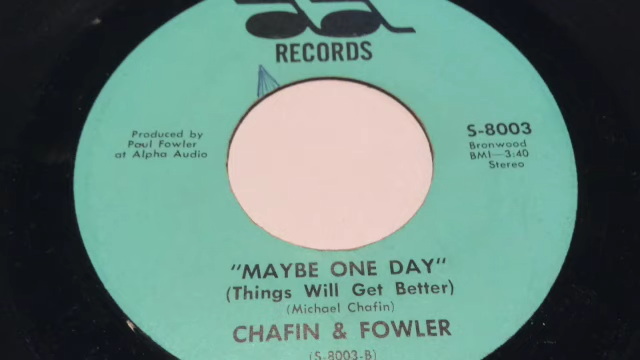 RECORDS
Produced by
Paul Fowler
at Alpha Audio
S-8003
Bronwood
BMI—3:40
Stereo
"MAYBE ONE DAY"
(Things Will Get Better)
(Michael Chafin)
CHAFIN & FOWLER
(S-8003-B)